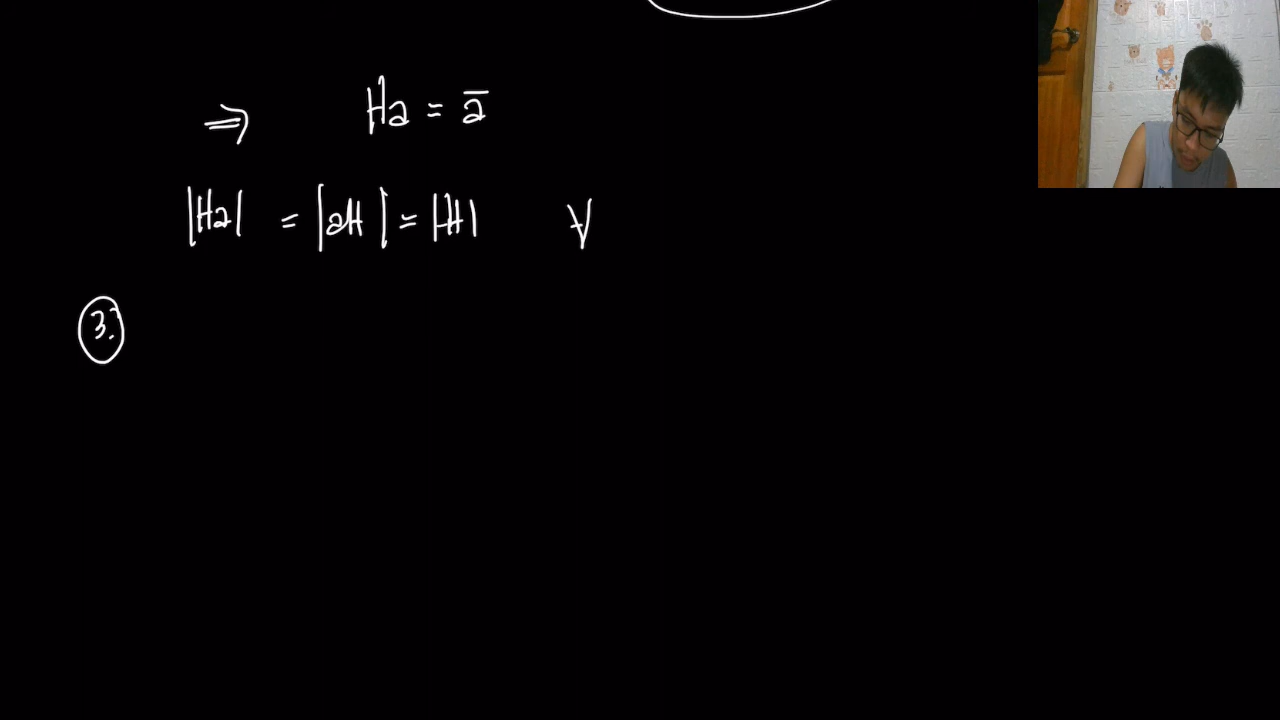 ⇒ Ha = ā
|Ha| = |aH| = |H| ∀
3.